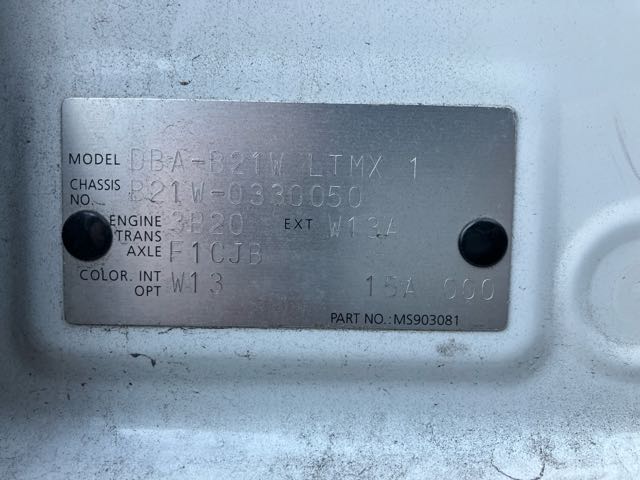 MODEL DBA-B21W LTMX 1
CHASSIS NO. B21W-0330050
ENGINE 3B20 EXT W13A
TRANS AXLE F1CJB
COLOR. INT OPT W13 15A 000
PART NO.: MS903081